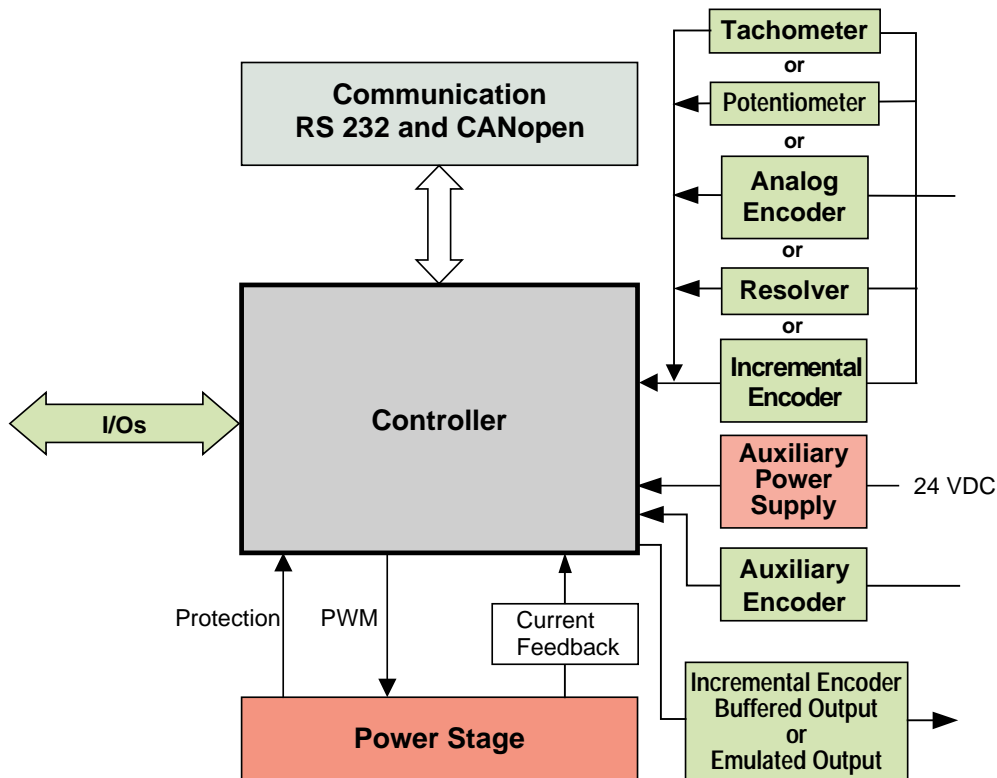 Communication
RS 232 and CANopen
Tachometer
or
Potentiometer
or
Analog
Encoder
or
Resolver
or
Incremental
Encoder
I/Os
Controller
Auxiliary
Power
Supply
24 VDC
Auxiliary
Encoder
Protection
PWM
Current
Feedback
Power Stage
Incremental Encoder
Buffered Output
or
Emulated Output